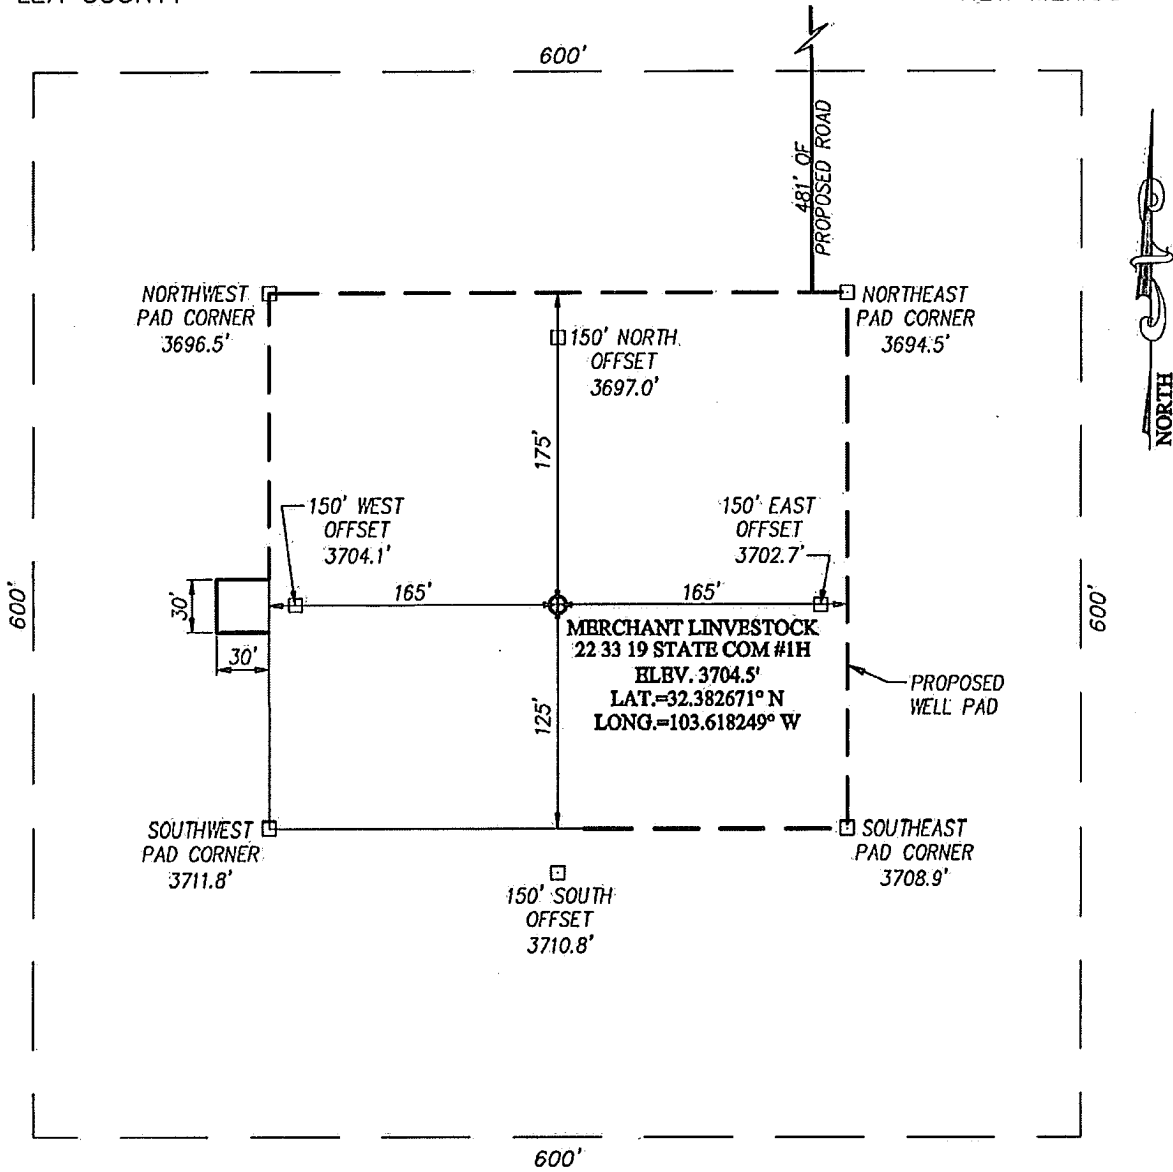 600'
481' OF
PROPOSED ROAD
NORTHWEST
PAD CORNER
3696.5'
NORTHEAST
PAD CORNER
3694.5'
150' NORTH
OFFSET
3697.0'
NORTH
175'
150' WEST
OFFSET
3704.1'
150' EAST
OFFSET
3702.7'
600'
30'
30'
165'
165'
600'
MERCHANT LINVESTOCK
22 33 19 STATE COM #1H
ELEV. 3704.5'
LAT.=32.382671° N
LONG.=103.618249° W
PROPOSED
WELL PAD
125'
SOUTHWEST
PAD CORNER
3711.8'
SOUTHEAST
PAD CORNER
3708.9'
150' SOUTH
OFFSET
3710.8'
600'